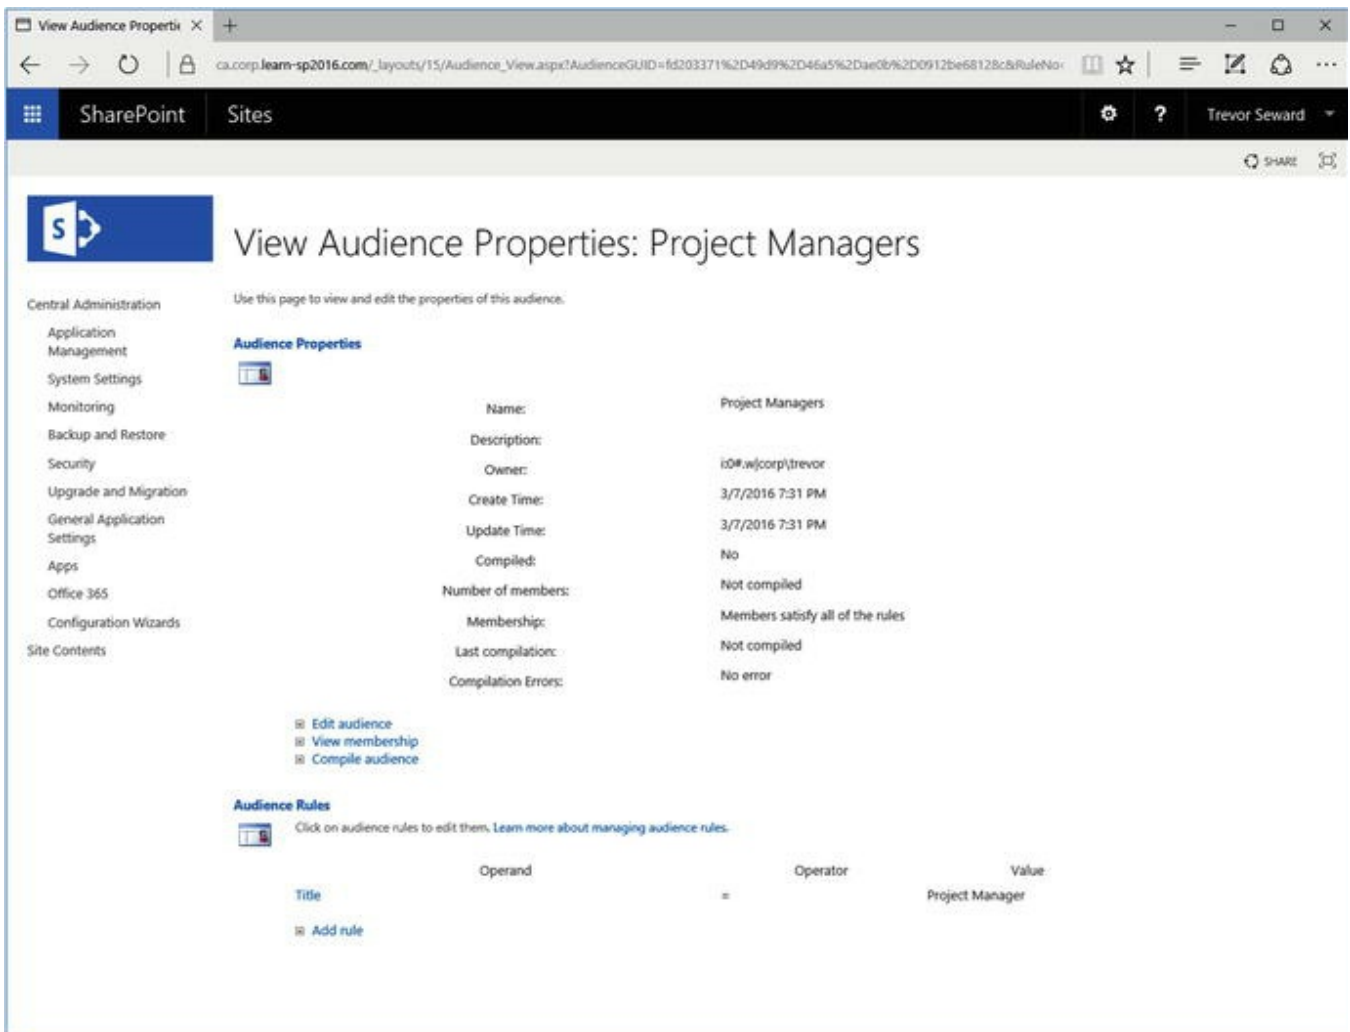 View Audience Propertie
ca.corp.learn-sp2016.com/_layouts/15/Audience_View.aspx?AudienceGUID=fd203371%2D49d9%2D46a5%2Dae0b%2D0912be68128c&RuleNo=
SharePoint Sites ? Trevor Seward
SHARE
S
View Audience Properties: Project Managers
Use this page to view and edit the properties of this audience.
Central Administration
Application
Management
System Settings
Monitoring
Backup and Restore
Security
Upgrade and Migration
General Application
Settings
Apps
Office 365
Configuration Wizards
Site Contents
Audience Properties
Name: Project Managers
Description:
Owner: i:0#.w|corp\trevor
Create Time: 3/7/2016 7:31 PM
Update Time: 3/7/2016 7:31 PM
Compiled: No
Number of members: Not compiled
Membership: Members satisfy all of the rules
Last compilation: Not compiled
Compilation Errors: No error
Edit audience
View membership
Compile audience
Audience Rules
Click on audience rules to edit them. Learn more about managing audience rules.
Operand Operator Value
Title = Project Manager
Add rule